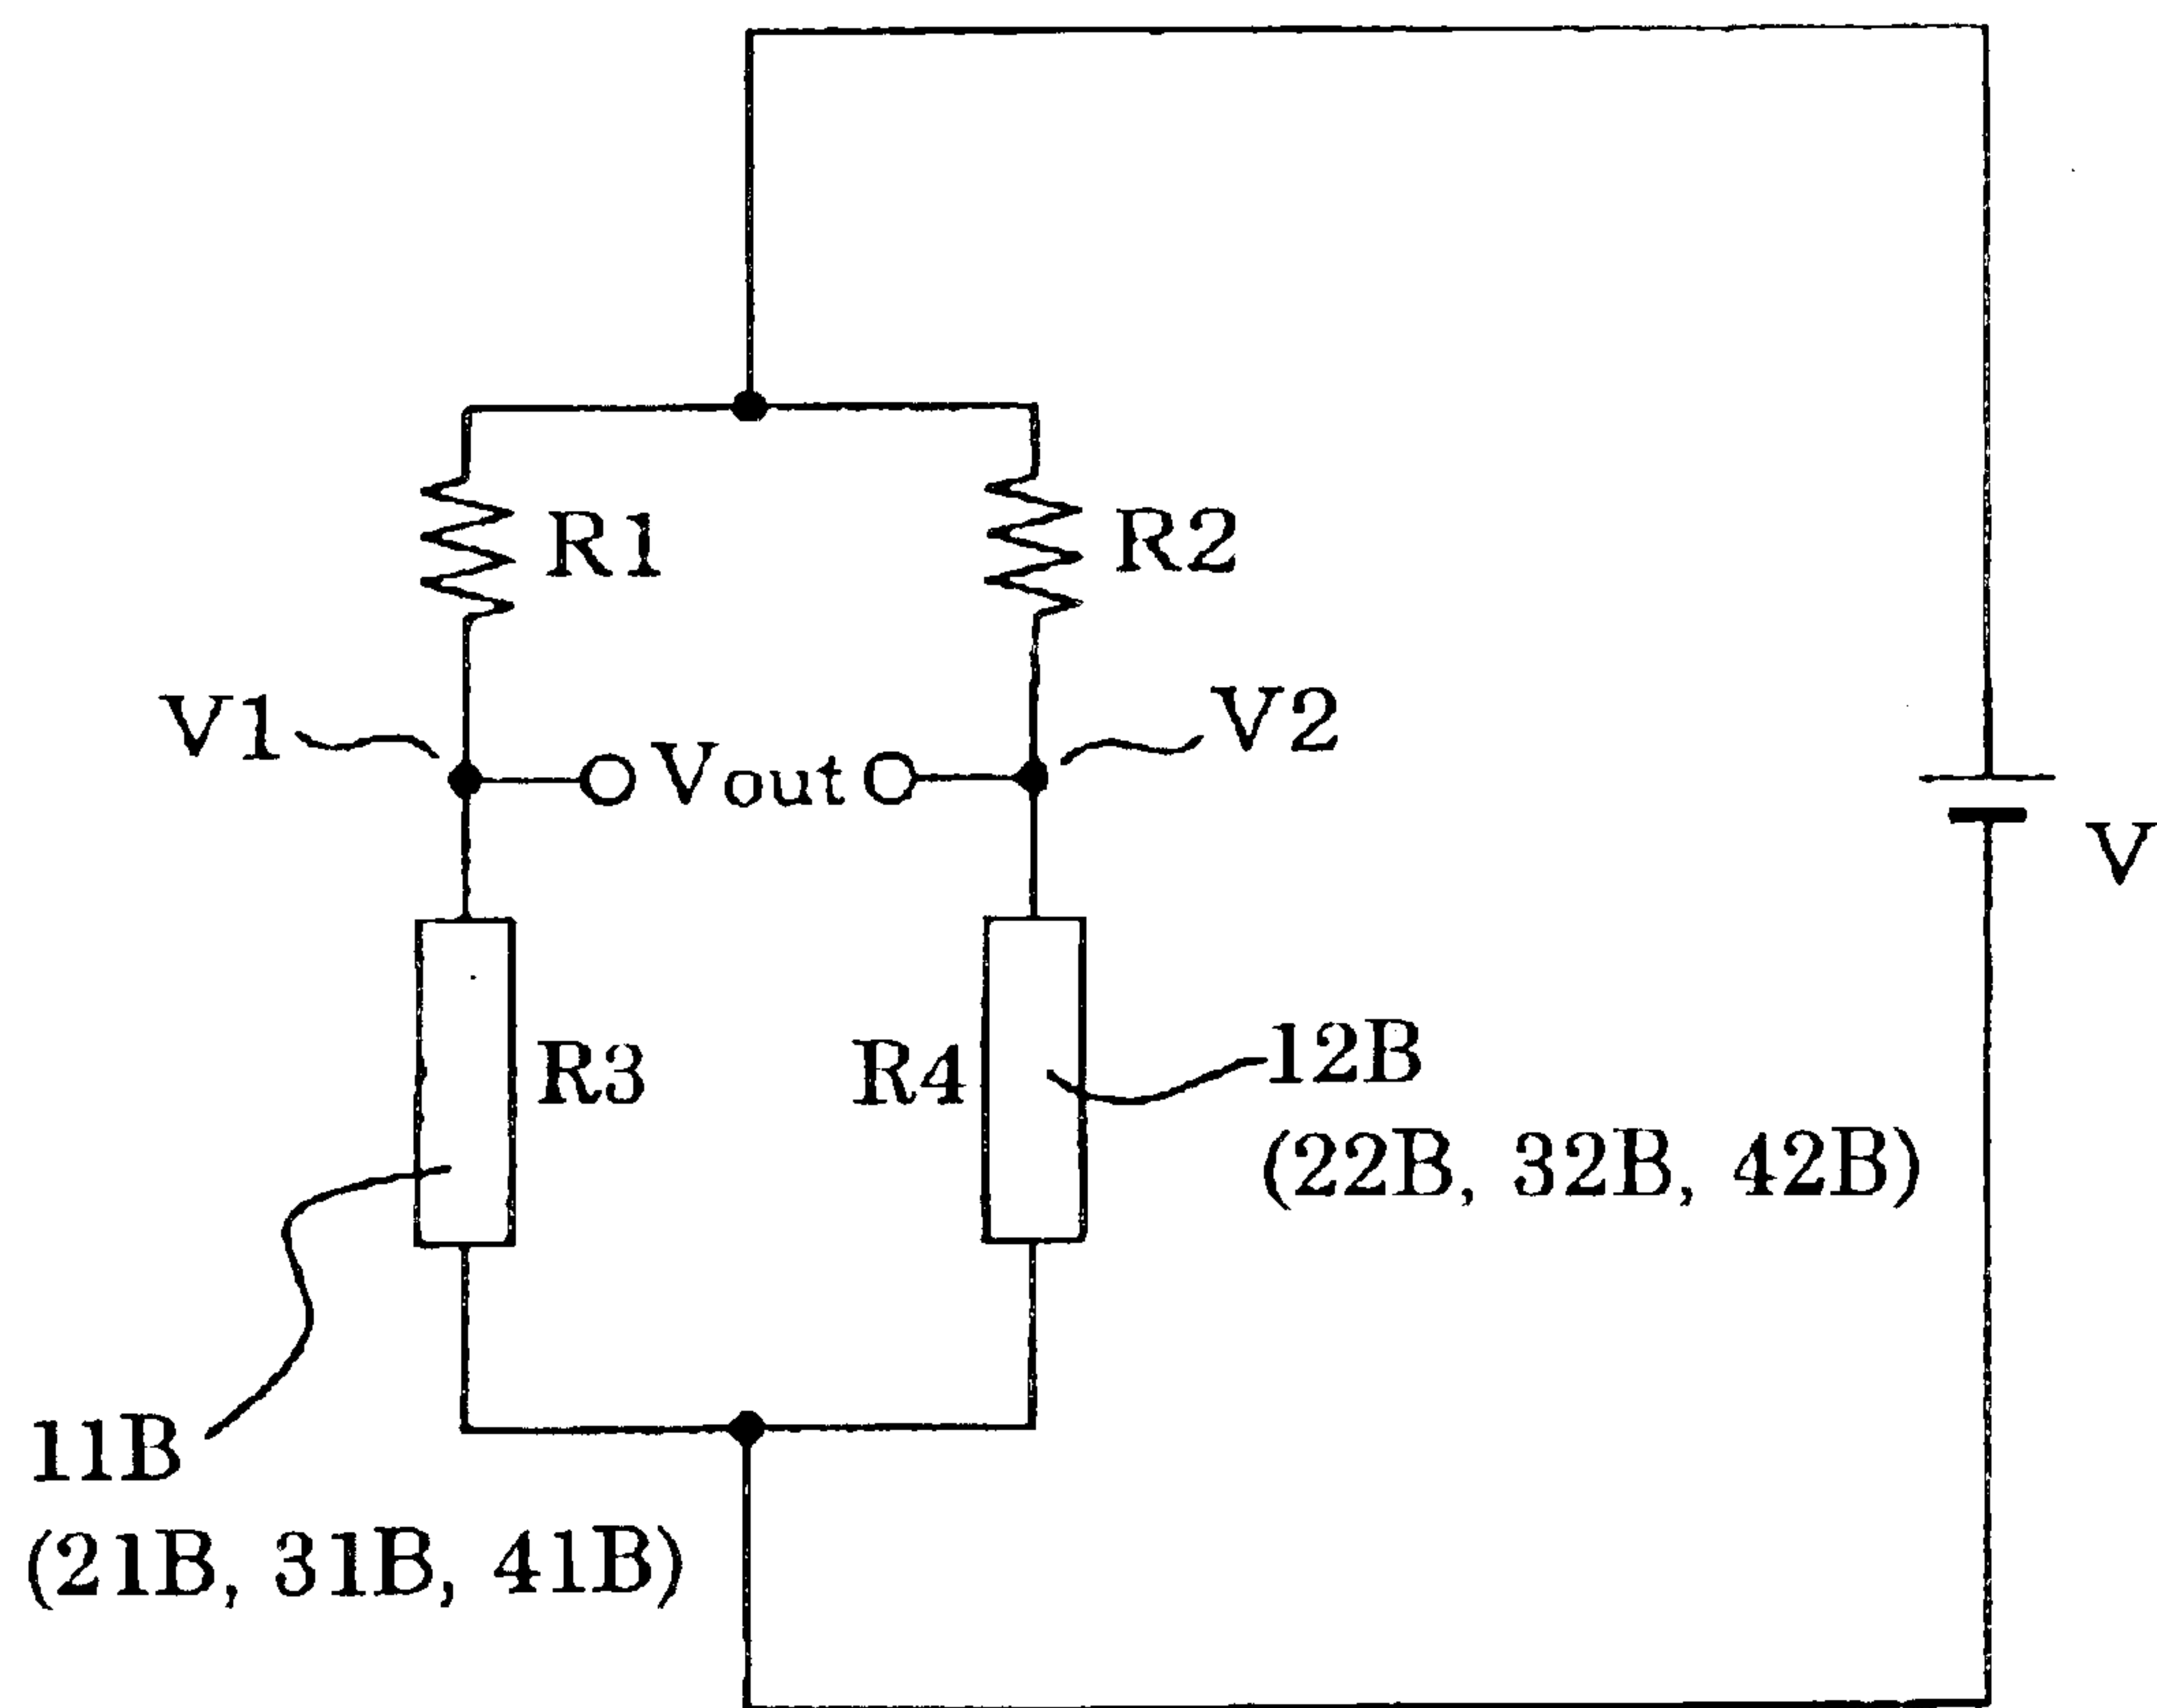 R1
R2
V1
Vout
V2
V
R3
R4
12B
(22B, 32B, 42B)
11B
(21B, 31B, 41B)